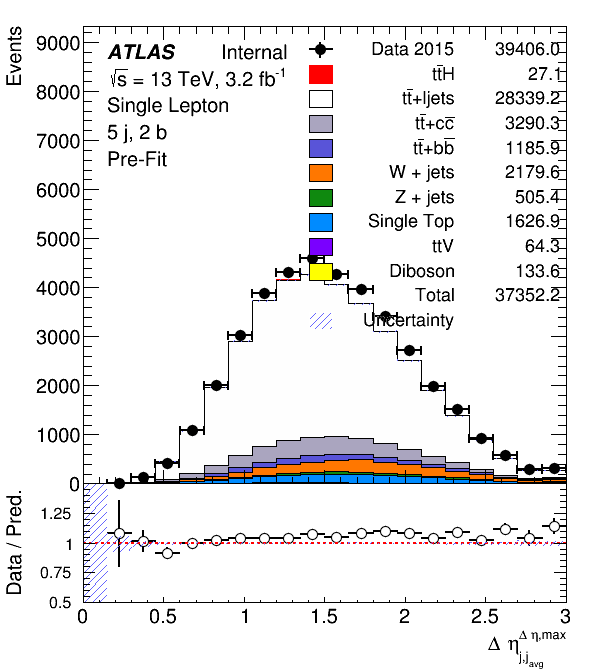 Events
9000
8000
7000
6000
5000
4000
3000
2000
1000
0
ATLAS Internal
√s = 13 TeV, 3.2 fb⁻¹
Single Lepton
5 j, 2 b
Pre-Fit
Data 2015 39406.0
tt̄H 27.1
tt̄+ljets 28339.2
tt̄+cc̄ 3290.3
tt̄+bb̄ 1185.9
W + jets 2179.6
Z + jets 505.4
Single Top 1626.9
ttV 64.3
Diboson 133.6
Total 37352.2
Uncertainty
Data / Pred.
1.25
1
0.75
0.5
0 0.5 1 1.5 2 2.5 3
Δ η j,j avg Δ η,max